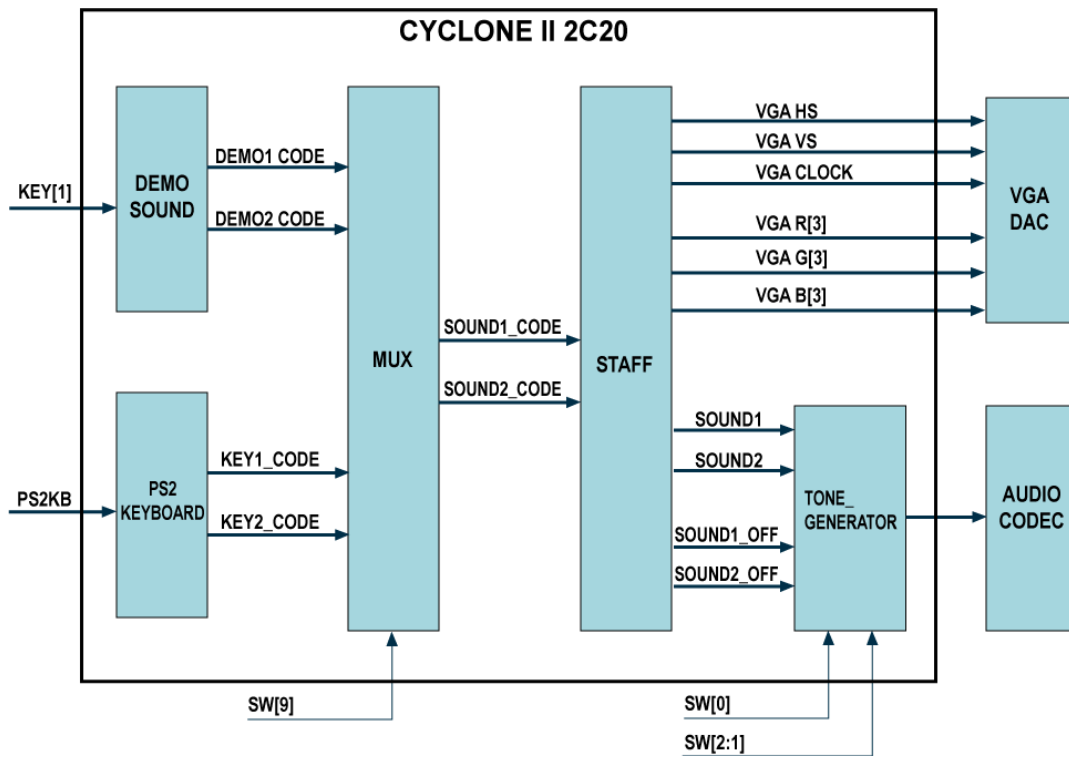 CYCLONE II 2C20
KEY[1]
DEMO
SOUND
DEMO1 CODE
DEMO2 CODE
PS2KB
PS2
KEYBOARD
KEY1_CODE
KEY2_CODE
MUX
SW[9]
SOUND1_CODE
SOUND2_CODE
STAFF
VGA HS
VGA VS
VGA CLOCK
VGA R[3]
VGA G[3]
VGA B[3]
VGA
DAC
SOUND1
SOUND2
SOUND1_OFF
SOUND2_OFF
TONE_
GENERATOR
AUDIO
CODEC
SW[0]
SW[2:1]